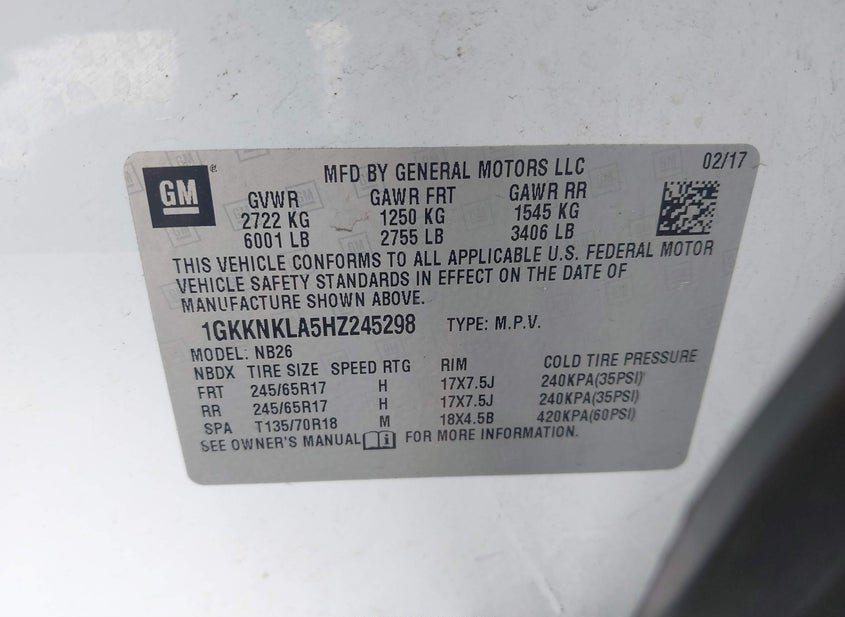 GM®
MFD BY GENERAL MOTORS LLC 02/17
GVWR GAWR FRT GAWR RR
2722 KG 1250 KG 1545 KG
6001 LB 2755 LB 3406 LB
THIS VEHICLE CONFORMS TO ALL APPLICABLE U.S. FEDERAL MOTOR
VEHICLE SAFETY STANDARDS IN EFFECT ON THE DATE OF
MANUFACTURE SHOWN ABOVE.
1GKKNKLA5HZ245298 TYPE: M.P.V.
MODEL: NB26
NBDX TIRE SIZE SPEED RTG RIM COLD TIRE PRESSURE
FRT 245/65R17 H 17X7.5J 240KPA(35PSI)
RR 245/65R17 H 17X7.5J 240KPA(35PSI)
SPA T135/70R18 M 18X4.5B 420KPA(60PSI)
SEE OWNER'S MANUAL FOR MORE INFORMATION.